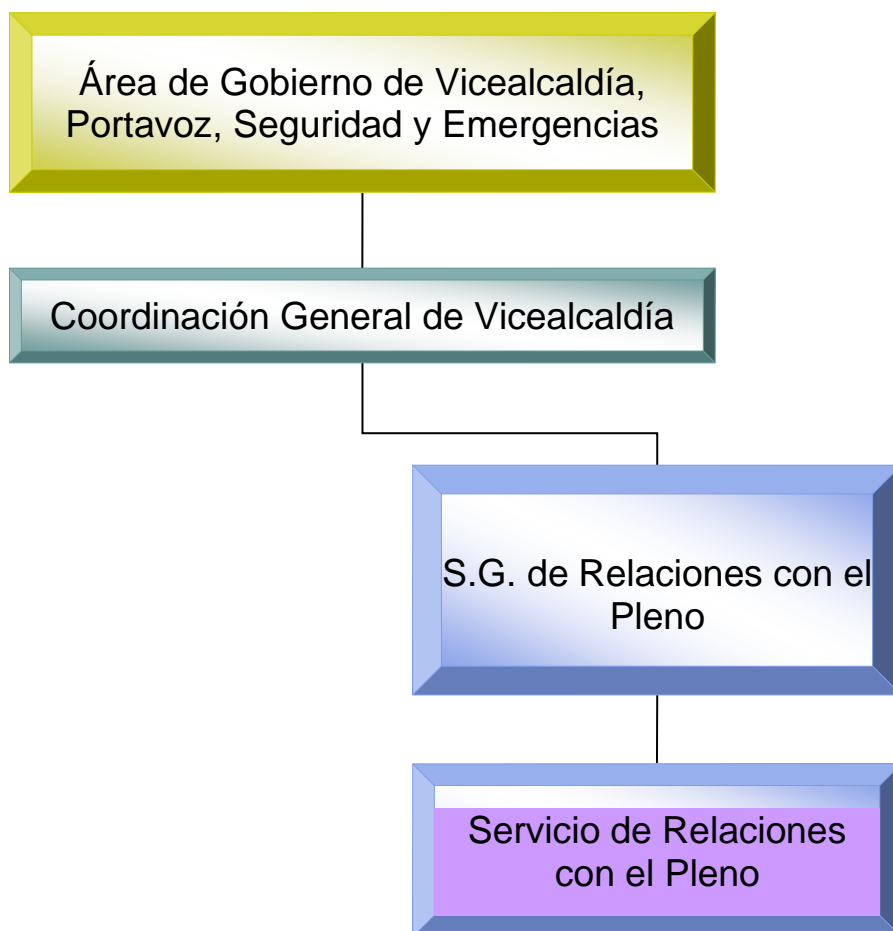 Área de Gobierno de Vicealcaldía,
Portavoz, Seguridad y Emergencias
Coordinación General de Vicealcaldía
S.G. de Relaciones con el
Pleno
Servicio de Relaciones
con el Pleno